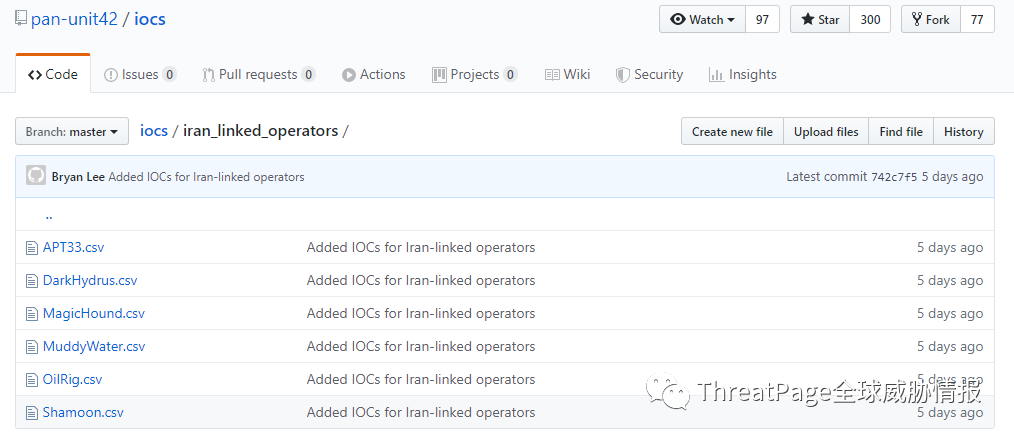 pan-unit42 / iocs Watch 97 Star 300 Fork 77
Code Issues 0 Pull requests 0 Actions Projects 0 Wiki Security Insights
Branch: master iocs / iran_linked_operators / Create new file Upload files Find file History
Bryan Lee Added IOCs for Iran-linked operators Latest commit 742c7f5 5 days ago
..
APT33.csv Added IOCs for Iran-linked operators 5 days ago
DarkHydrus.csv Added IOCs for Iran-linked operators 5 days ago
MagicHound.csv Added IOCs for Iran-linked operators 5 days ago
MuddyWater.csv Added IOCs for Iran-linked operators 5 days ago
OilRig.csv Added IOCs for Iran-linked operators 5 days ago
ThreatPage全球威胁情报
Shamoon.csv Added IOCs for Iran-linked operators 5 days ago